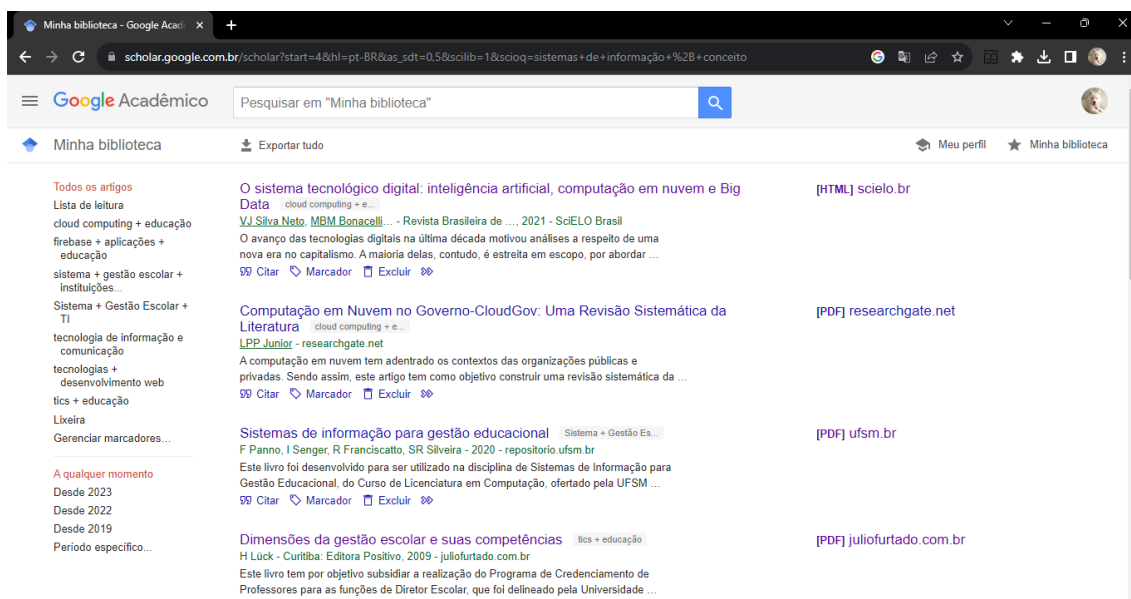 Minha biblioteca - Google Acad
scholar.google.com.br/scholar?start=4&hl=pt-BR&as_sdt=0,5&scilib=1&scioq=sistemas+de+informação+%2B+conceito
Google Acadêmico
Pesquisar em "Minha biblioteca"
Minha biblioteca
Exportar tudo
Meu perfil
Minha biblioteca
Todos os artigos
Lista de leitura
cloud computing + educação
firebase + aplicações +
educação
sistema + gestão escolar +
instituições...
Sistema + Gestão Escolar +
TI
tecnologia de informação e
comunicação
tecnologias +
desenvolvimento web
tics + educação
Lixeira
Gerenciar marcadores...
A qualquer momento
Desde 2023
Desde 2022
Desde 2019
Período específico...
O sistema tecnológico digital: inteligência artificial, computação em nuvem e Big
Data cloud computing + e...
VJ Silva Neto, MBM Bonacelli... - Revista Brasileira de …, 2021 - SciELO Brasil
O avanço das tecnologias digitais na última década motivou análises a respeito de uma
nova era no capitalismo. A maioria delas, contudo, é estreita em escopo, por abordar …
Citar Marcador Excluir
[HTML] scielo.br
Computação em Nuvem no Governo-CloudGov: Uma Revisão Sistemática da
Literatura cloud computing + e...
LPP Junior - researchgate.net
A computação em nuvem tem adentrado os contextos das organizações públicas e
privadas. Sendo assim, este artigo tem como objetivo construir uma revisão sistemática da …
Citar Marcador Excluir
[PDF] researchgate.net
Sistemas de informação para gestão educacional Sistema + Gestão Es...
F Panno, I Senger, R Franciscatto, SR Silveira - 2020 - repositorio.ufsm.br
Este livro foi desenvolvido para ser utilizado na disciplina de Sistemas de Informação para
Gestão Educacional, do Curso de Licenciatura em Computação, ofertado pela UFSM …
Citar Marcador Excluir
[PDF] ufsm.br
Dimensões da gestão escolar e suas competências tics + educação
H Lück - Curitiba: Editora Positivo, 2009 - juliofurtado.com.br
Este livro tem por objetivo subsidiar a realização do Programa de Credenciamento de
Professores para as funções de Diretor Escolar, que foi delineado pela Universidade …
[PDF] juliofurtado.com.br